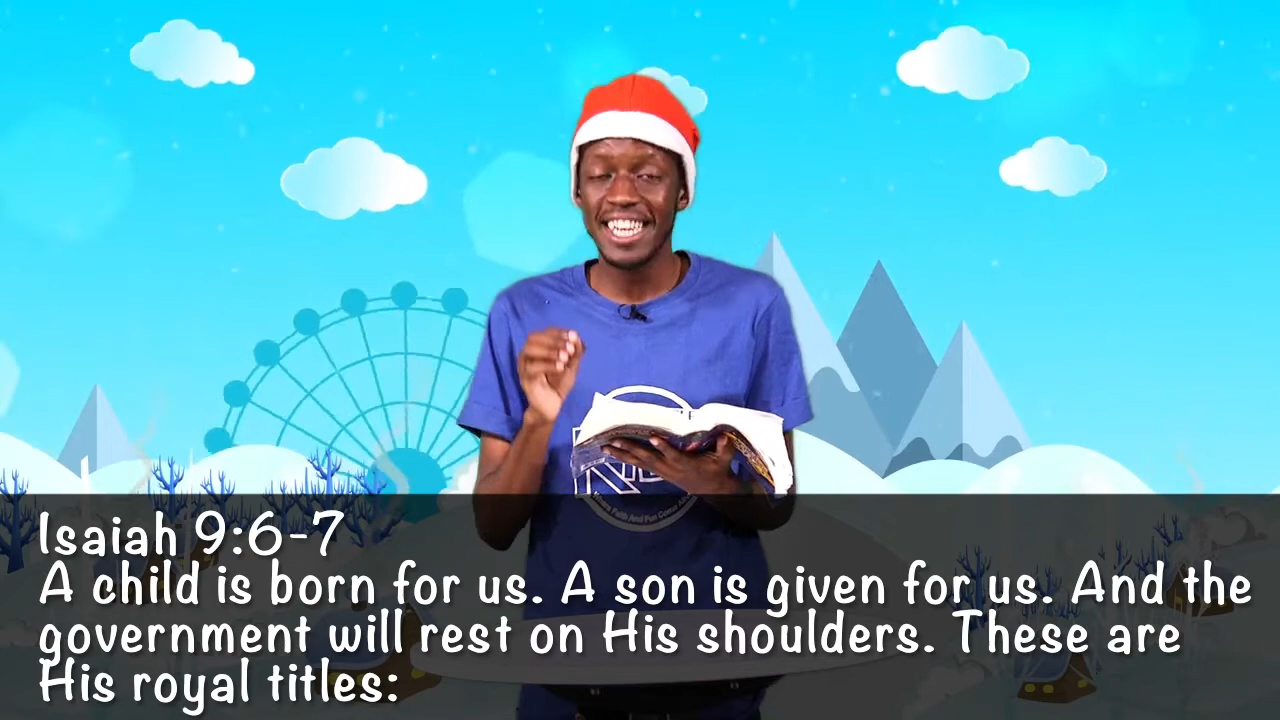 Isaiah 9:6-7
A child is born for us. A son is given for us. And the
government will rest on His shoulders. These are
His royal titles: